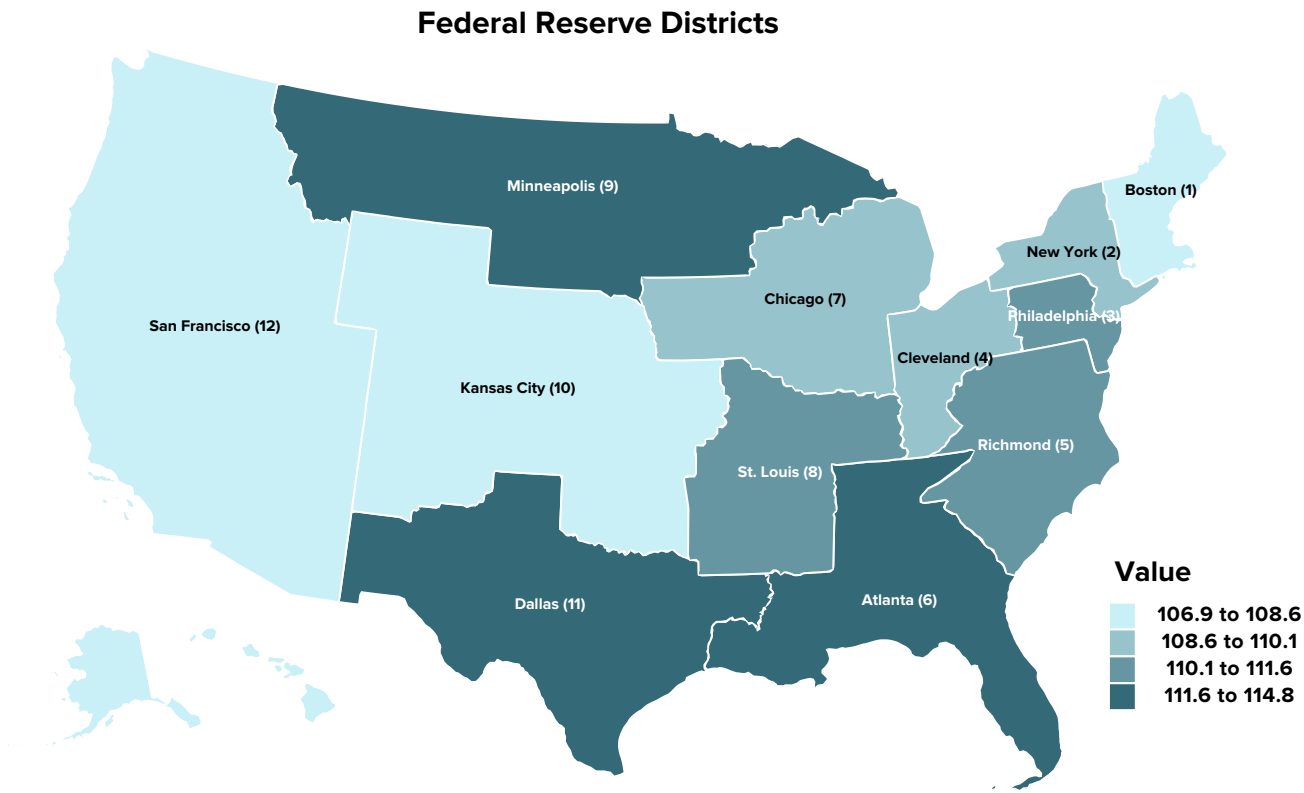 Federal Reserve Districts
Minneapolis (9)
Boston (1)
New York (2)
Chicago (7)
Philadelphia (3)
San Francisco (12)
Cleveland (4)
Kansas City (10)
Richmond (5)
St. Louis (8)
Dallas (11)
Atlanta (6)
Value
106.9 to 108.6
108.6 to 110.1
110.1 to 111.6
111.6 to 114.8